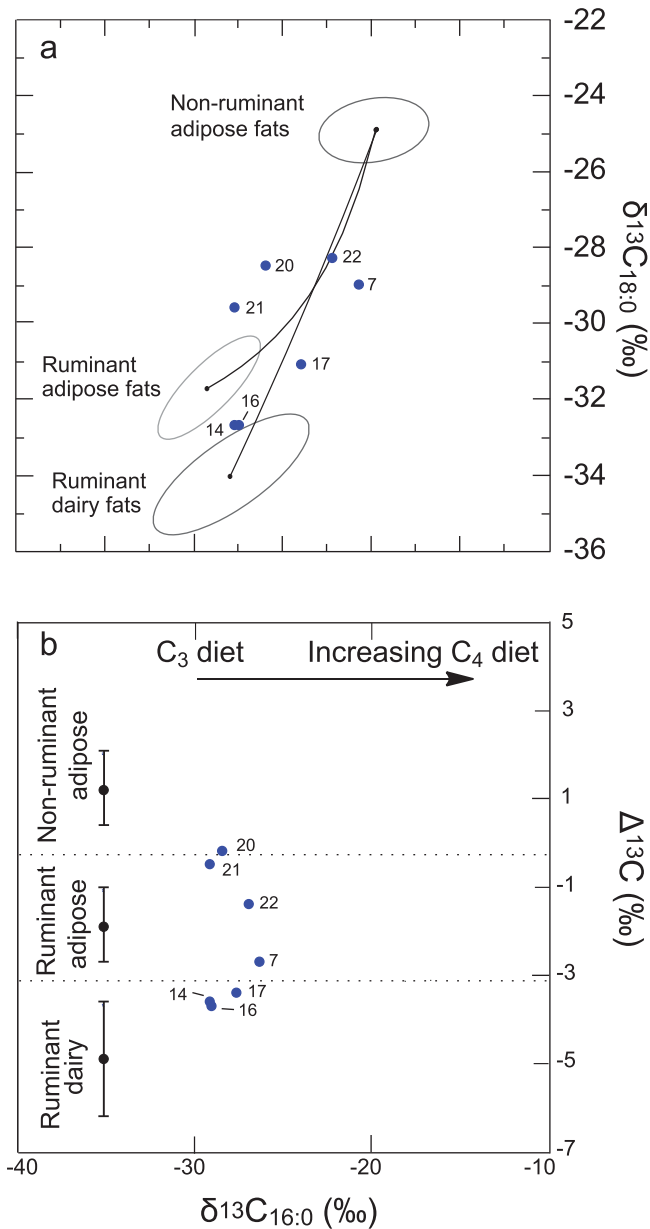 a
-22
-24
-26
-28
-30
-32
-34
-36
δ13C18:0 (‰)
Non-ruminant
adipose fats
20
22
7
21
17
Ruminant
adipose fats
16
14
Ruminant
dairy fats
b
C3 diet
Increasing C4 diet
5
3
1
-1
-3
-5
-7
Δ13C (‰)
Non-ruminant
adipose
Ruminant
adipose
Ruminant
dairy
20
21
22
7
14
17
16
-40
-30
-20
-10
δ13C16:0 (‰)